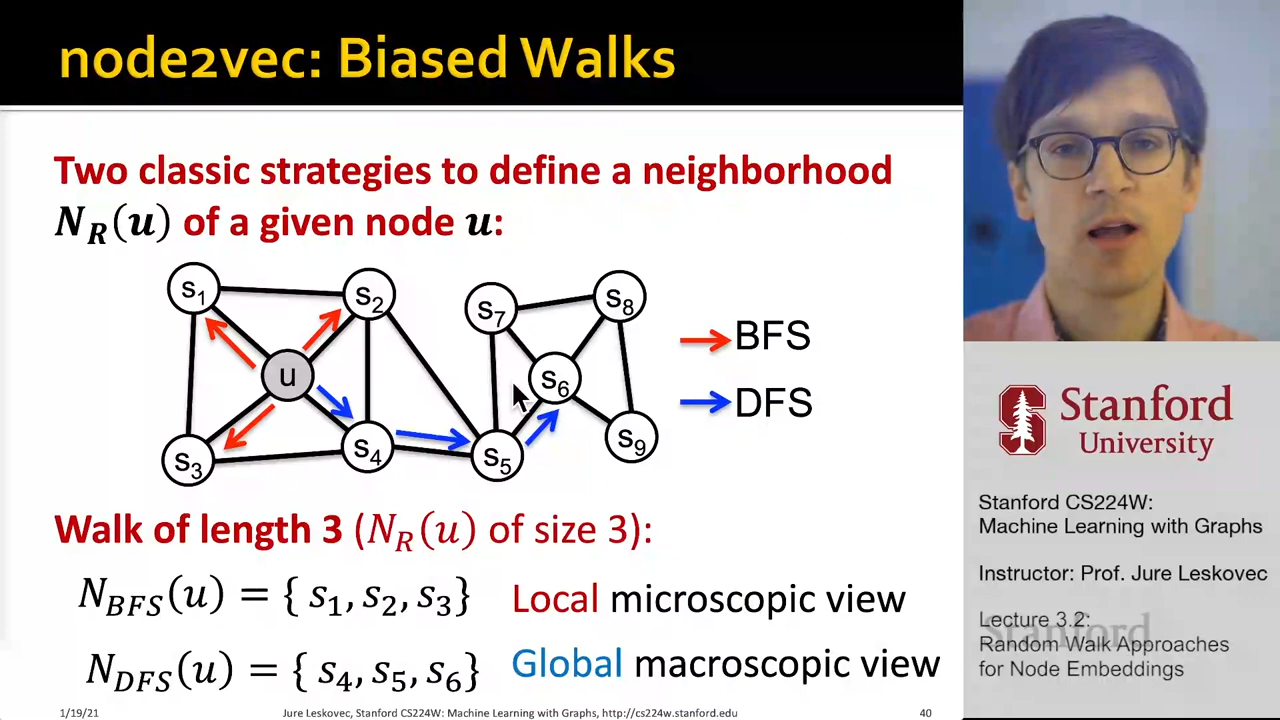 node2vec: Biased Walks
Two classic strategies to define a neighborhood
N_R(u) of a given node u:
s1
s2
s7
s8
BFS
u
s6
DFS
s3
s4
s5
s9
Walk of length 3 (N_R(u) of size 3):
N_BFS(u) = { s1, s2, s3} Local microscopic view
N_DFS(u) = { s4, s5, s6} Global macroscopic view
1/19/21 Jure Leskovec, Stanford CS224W: Machine Learning with Graphs, http://cs224w.stanford.edu 40
Stanford
University
Stanford CS224W:
Machine Learning with Graphs
Instructor: Prof. Jure Leskovec
Lecture 3.2:
Stanford
Random Walk Approaches
for Node Embeddings